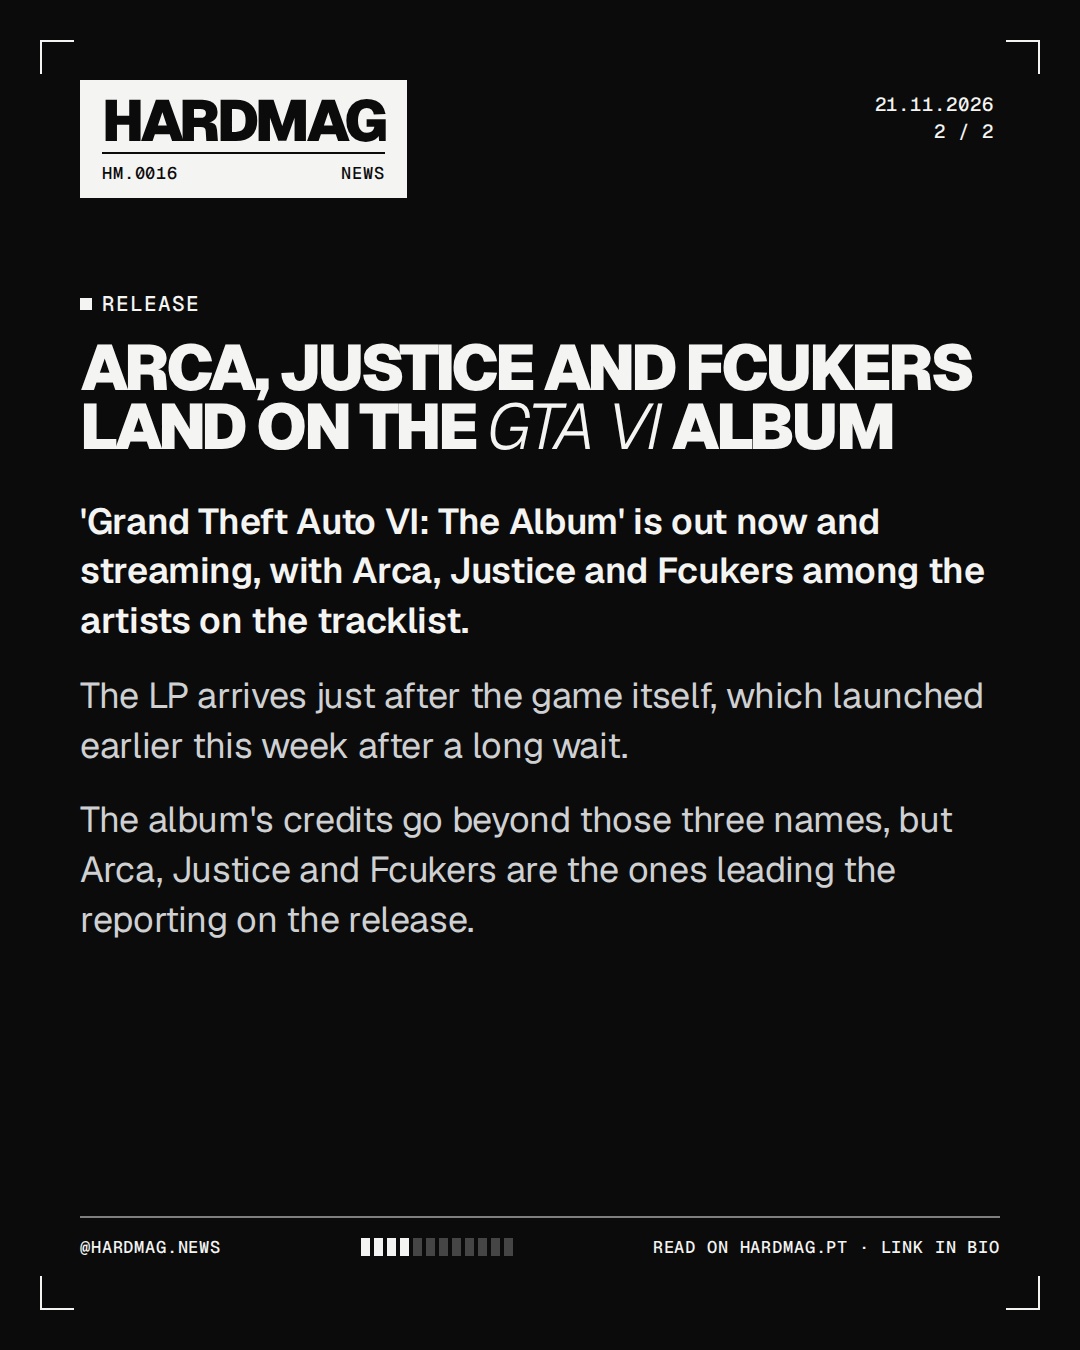 HARDMAG
HM.0016 NEWS
21.11.2026
2 / 2
RELEASE
ARCA, JUSTICE AND FCUKERS
LAND ON THE GTA VI ALBUM
'Grand Theft Auto VI: The Album' is out now and
streaming, with Arca, Justice and Fcukers among the
artists on the tracklist.
The LP arrives just after the game itself, which launched
earlier this week after a long wait.
The album's credits go beyond those three names, but
Arca, Justice and Fcukers are the ones leading the
reporting on the release.
@HARDMAG.NEWS
READ ON HARDMAG.PT · LINK IN BIO